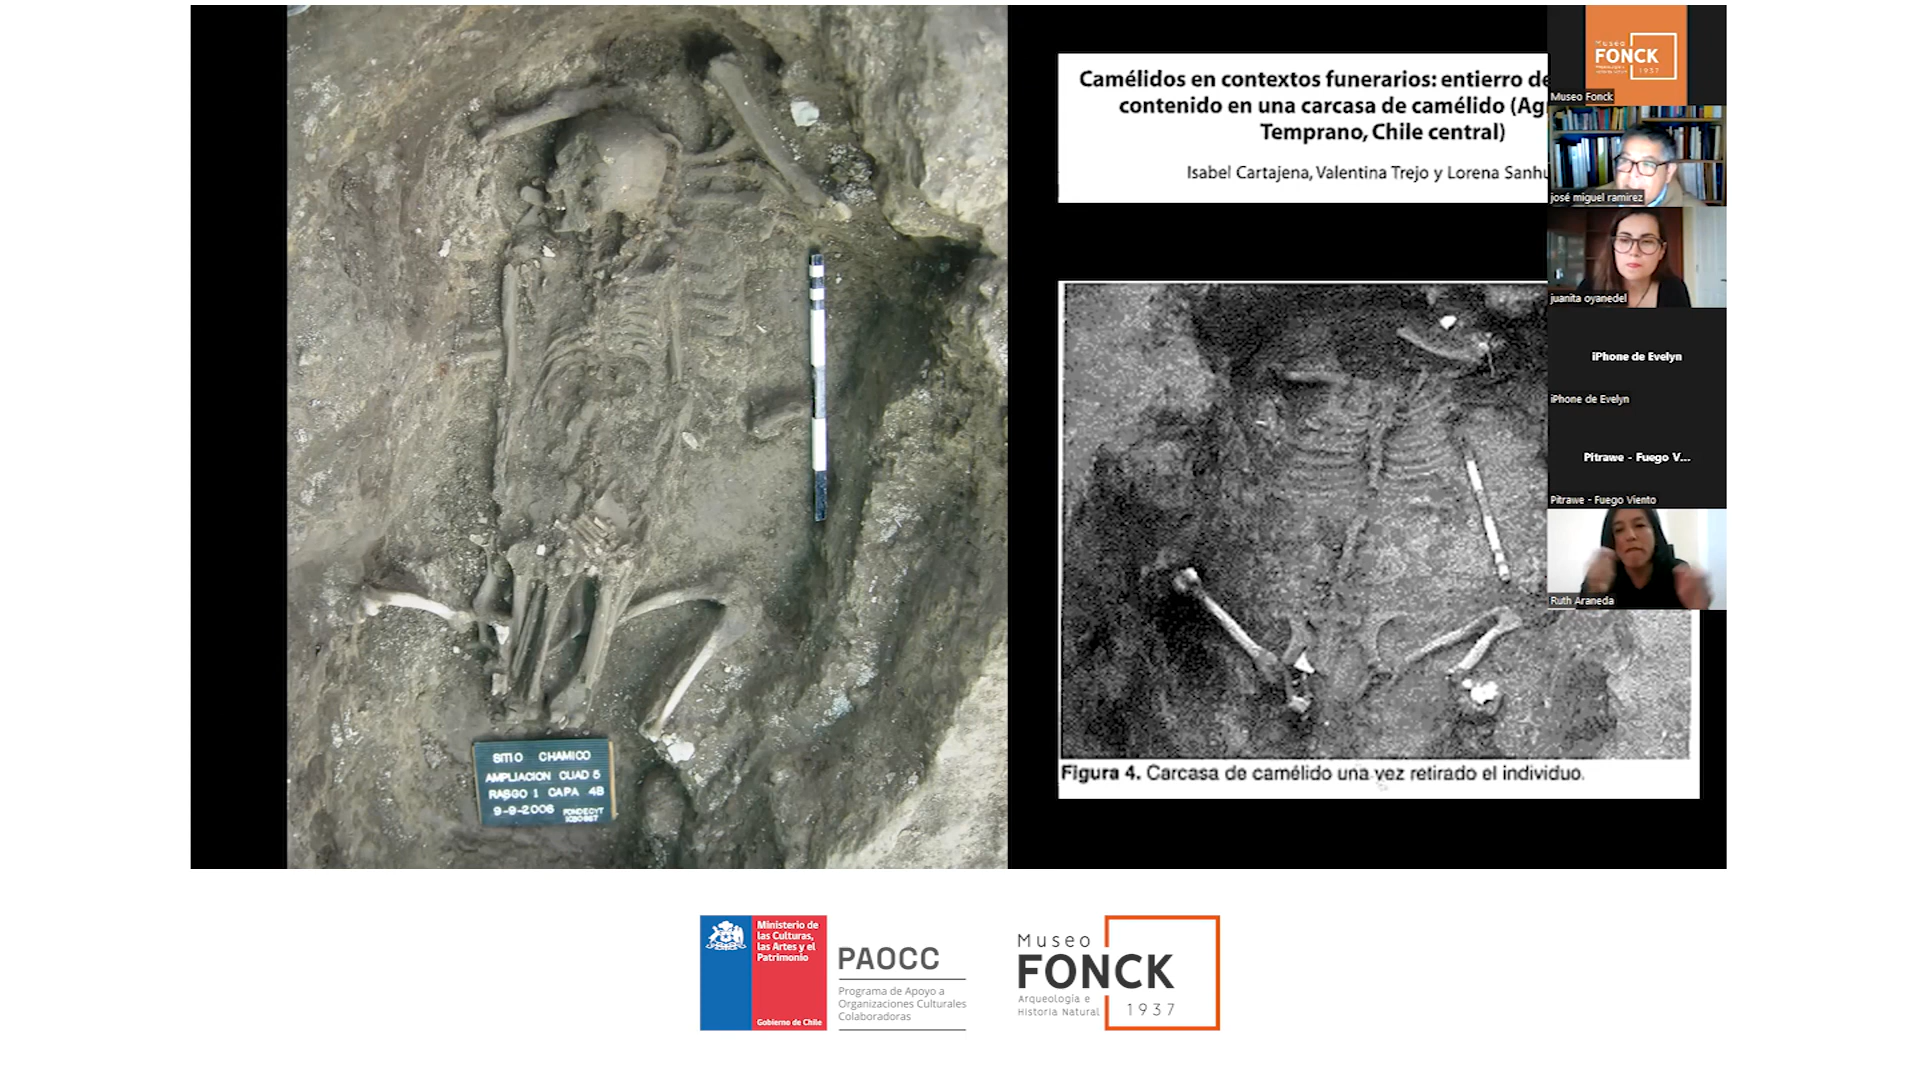 Camélidos en contextos funerarios: entierro de
contenido en una carcasa de camélido (Ag
Temprano, Chile central)
Isabel Cartajena, Valentina Trejo y Lorena Sanhu
Figura 4. Carcasa de camélido una vez retirado el individuo.
SITIO CHAMICO
AMPLIACION CUAD 5
RASGO 1 CAPA 4B
9-9-2006
FONDECYT
Museo
FONCK
1937
Museo Fonck
josé miguel ramirez
juanita oyanedel
iPhone de Evelyn
iPhone de Evelyn
Pitrawe - Fuego V...
Pitrawe - Fuego Viento
Ruth Araneda
Ministerio de
las Culturas,
las Artes y el
Patrimonio
Gobierno de Chile
PAOCC
Programa de Apoyo a
Organizaciones Culturales
Colaboradoras
Museo
FONCK
Arqueología e
Historia Natural
1937